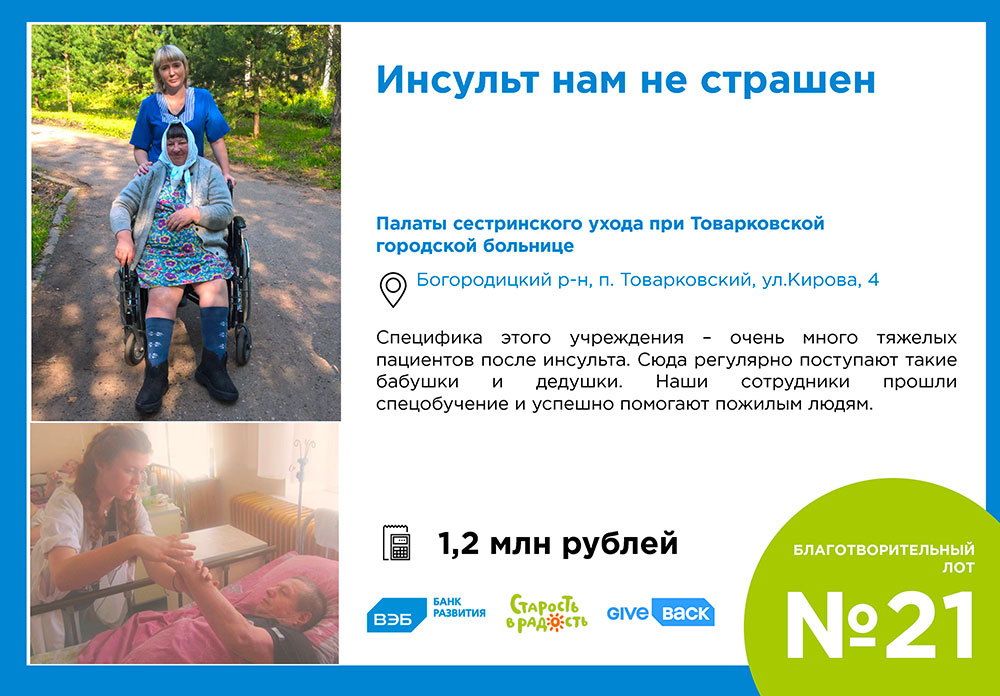 Инсульт нам не страшен
Палаты сестринского ухода при Товарковской
городской больнице
Богородицкий р-н, п. Товарковский, ул.Кирова, 4
Специфика этого учреждения – очень много тяжелых
пациентов после инсульта. Сюда регулярно поступают такие
бабушки и дедушки. Наши сотрудники прошли
спецобучение и успешно помогают пожилым людям.
1,2 млн рублей
ВЭБ БАНК
РАЗВИТИЯ
Старость
в радость
GIVE BACK
БЛАГОТВОРИТЕЛЬНЫЙ
ЛОТ
№21